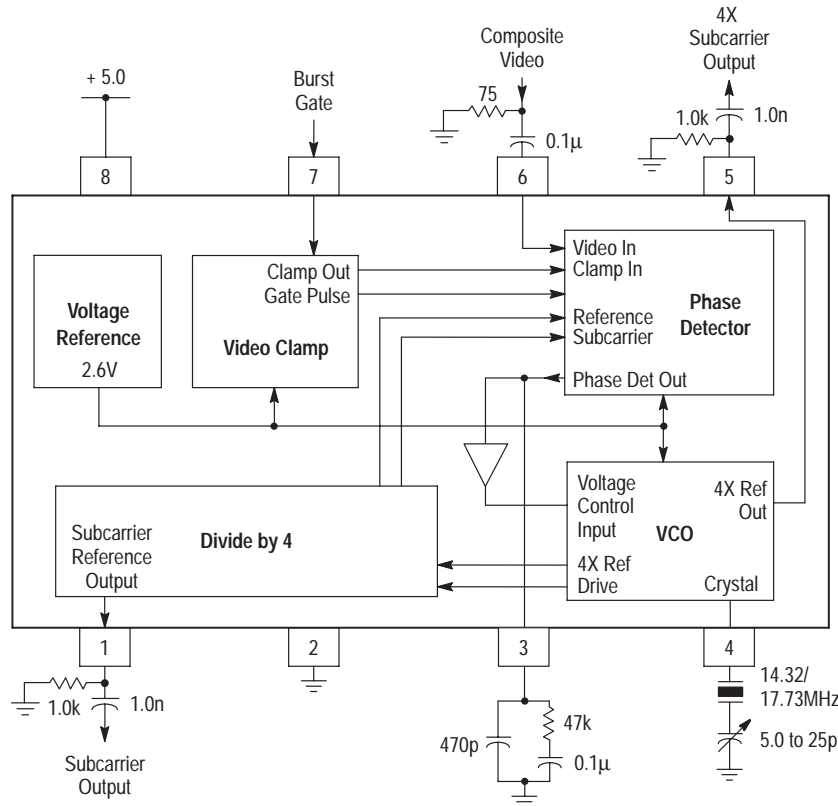 4X
Subcarrier
Output
Composite
Video
+ 5.0
Burst
Gate
75
0.1µ
1.0k
1.0n
8
7
6
5
Voltage
Reference
2.6V
Clamp Out
Gate Pulse
Video Clamp
Video In
Clamp In
Reference
Subcarrier
Phase
Detector
Phase Det Out
Subcarrier
Reference
Output
Divide by 4
Voltage
Control
Input
4X Ref
Out
VCO
4X Ref
Drive
Crystal
1
2
3
4
1.0k
1.0n
Subcarrier
Output
470p
47k
0.1µ
14.32/
17.73MHz
5.0 to 25p